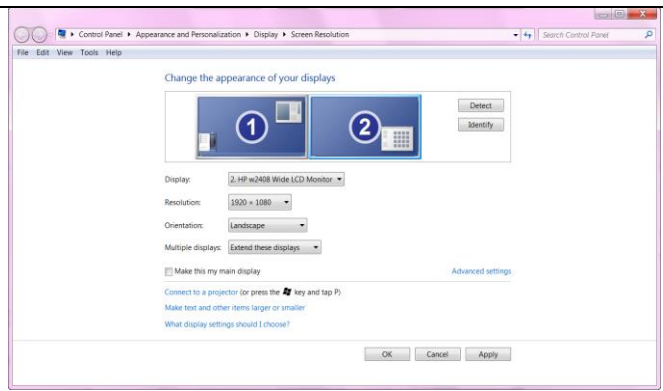 Control Panel ▸ Appearance and Personalization ▸ Display ▸ Screen Resolution
Search Control Panel
File Edit View Tools Help
Change the appearance of your displays
1 2
Detect
Identify
Display: 2. HP w2408 Wide LCD Monitor
Resolution: 1920 × 1080
Orientation: Landscape
Multiple displays: Extend these displays
Make this my main display Advanced settings
Connect to a projector (or press the key and tap P)
Make text and other items larger or smaller
What display settings should I choose?
OK Cancel Apply